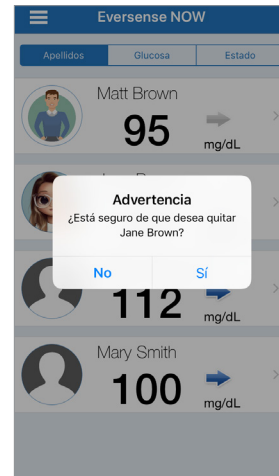 Eversense NOW
Apellidos Glucosa Estado
Matt Brown
95
mg/dL
Advertencia
¿Está seguro de que desea quitar
Jane Brown?
No Sí
112
mg/dL
Mary Smith
100
mg/dL